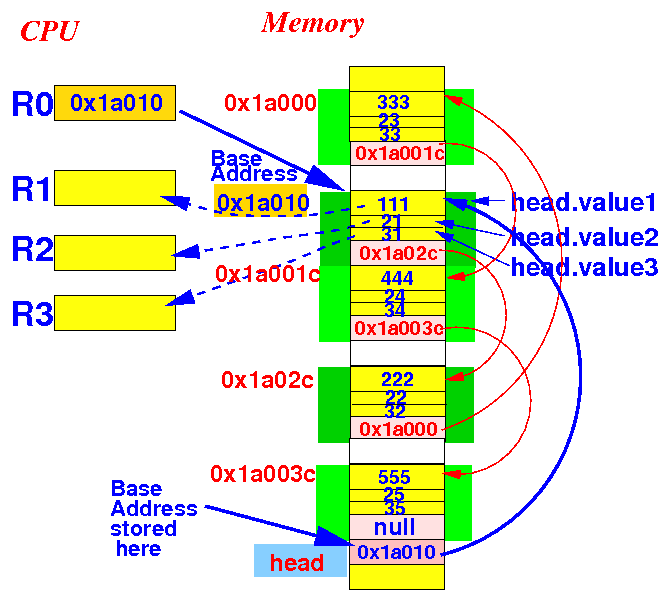 CPU
Memory
R0
0x1a010
0x1a000
333
23
33
0x1a001c
Base
Address
0x1a010
R1
111
21
31
0x1a02c
head.value1
head.value2
head.value3
R2
0x1a001c
444
24
34
0x1a003c
R3
0x1a02c
222
22
32
0x1a000
0x1a003c
555
25
35
null
0x1a010
Base
Address
stored
here
head